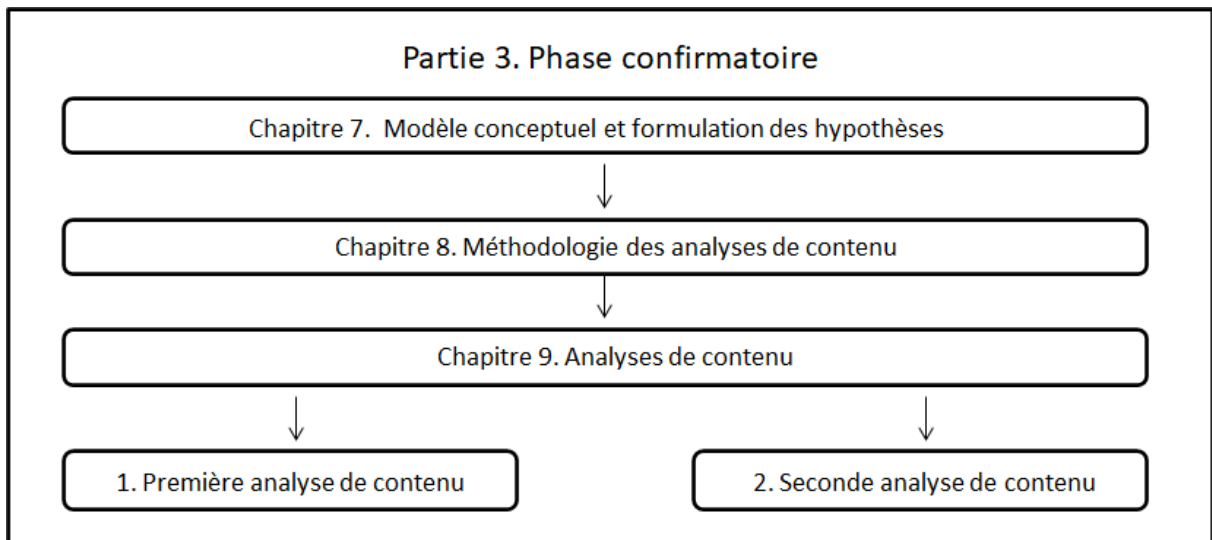 Partie 3. Phase confirmatoire
Chapitre 7. Modèle conceptuel et formulation des hypothèses
Chapitre 8. Méthodologie des analyses de contenu
Chapitre 9. Analyses de contenu
1. Première analyse de contenu
2. Seconde analyse de contenu